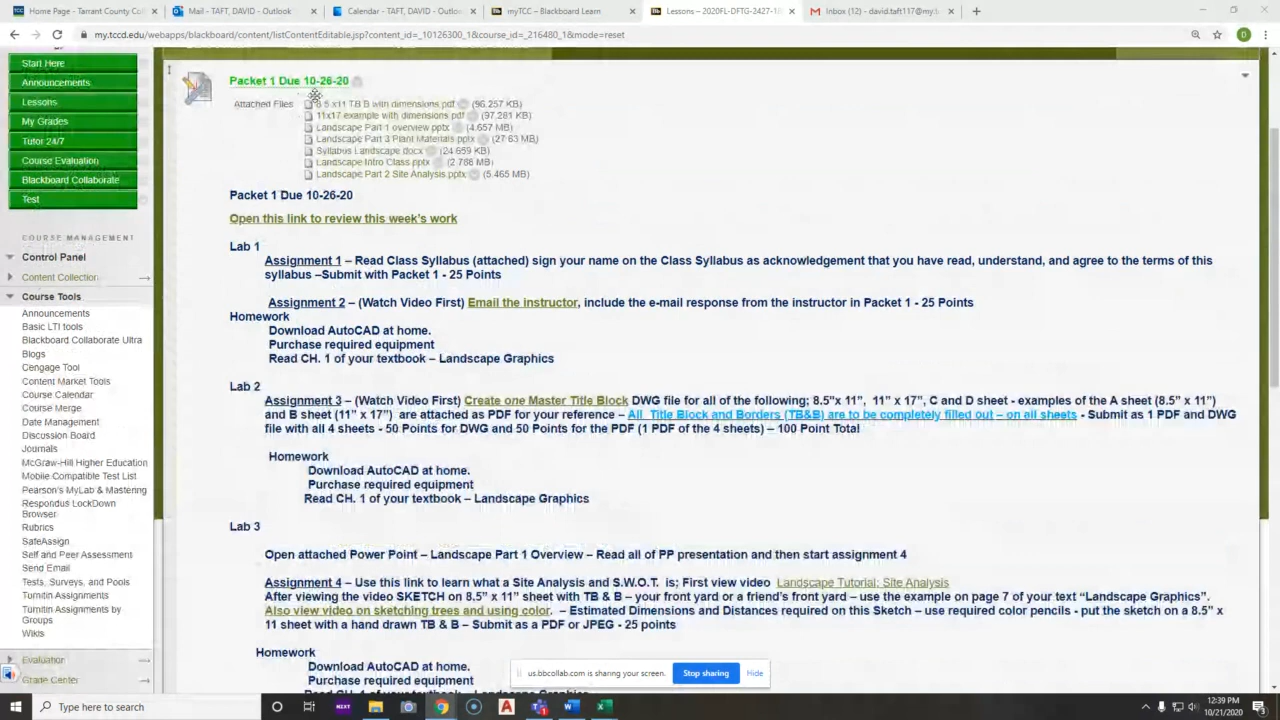 Home Page - Tarrant County Coll
Mail - TAFT, DAVID - Outlook
Calendar - TAFT, DAVID - Outlook
myTCC – Blackboard Learn
Lessons – 2020FL-DFTG-2427-1
Inbox (12) - david.taft117@my.t
my.tccd.edu/webapps/blackboard/content/listContentEditable.jsp?content_id=_10126300_1&course_id=_216480_1&mode=reset
Start Here
Announcements
Lessons
My Grades
Tutor 24/7
Course Evaluation
Blackboard Collaborate
Test
COURSE MANAGEMENT
Control Panel
Content Collection
Course Tools
Announcements
Basic LTI tools
Blackboard Collaborate Ultra
Blogs
Cengage Tool
Content Market Tools
Course Calendar
Course Merge
Date Management
Discussion Board
Journals
McGraw-Hill Higher Education
Mobile Compatible Test List
Pearson's MyLab & Mastering
Respondus LockDown
Browser
Rubrics
SafeAssign
Self and Peer Assessment
Send Email
Tests, Surveys, and Pools
Turnitin Assignments
Turnitin Assignments by
Groups
Wikis
Evaluation
Grade Center
Packet 1 Due 10-26-20
Attached Files
8.5 x11 TB B with dimensions.pdf (96.257 KB)
11x17 example with dimensions.pdf (97.281 KB)
Landscape Part 1 overview.pptx (4.657 MB)
Landscape Part 3 Plant Materials.pptx (27.63 MB)
Syllabus Landscape.docx (24.659 KB)
Landscape Intro Class.pptx (2.766 MB)
Landscape Part 2 Site Analysis.pptx (5.465 MB)
Packet 1 Due 10-26-20
Open this link to review this week's work
Lab 1
Assignment 1 – Read Class Syllabus (attached) sign your name on the Class Syllabus as acknowledgement that you have read, understand, and agree to the terms of this
syllabus –Submit with Packet 1 - 25 Points
Assignment 2 – (Watch Video First) Email the instructor, include the e-mail response from the instructor in Packet 1 - 25 Points
Homework
Download AutoCAD at home.
Purchase required equipment
Read CH. 1 of your textbook – Landscape Graphics
Lab 2
Assignment 3 – (Watch Video First) Create one Master Title Block DWG file for all of the following; 8.5"x 11", 11" x 17", C and D sheet - examples of the A sheet (8.5" x 11")
and B sheet (11" x 17") are attached as PDF for your reference – All Title Block and Borders (TB&B) are to be completely filled out – on all sheets - Submit as 1 PDF and DWG
file with all 4 sheets - 50 Points for DWG and 50 Points for the PDF (1 PDF of the 4 sheets) – 100 Point Total
Homework
Download AutoCAD at home.
Purchase required equipment
Read CH. 1 of your textbook – Landscape Graphics
Lab 3
Open attached Power Point – Landscape Part 1 Overview – Read all of PP presentation and then start assignment 4
Assignment 4 – Use this link to learn what a Site Analysis and S.W.O.T. is; First view video Landscape Tutorial: Site Analysis
After viewing the video SKETCH on 8.5" x 11" sheet with TB & B – your front yard or a friend's front yard – use the example on page 7 of your text "Landscape Graphics".
Also view video on sketching trees and using color. – Estimated Dimensions and Distances required on this Sketch – use required color pencils - put the sketch on a 8.5" x
11 sheet with a hand drawn TB & B – Submit as a PDF or JPEG - 25 points
Homework
Download AutoCAD at home.
Purchase required equipment
Read CH. 1 of your textbook – Landscape Graphics
us.bbcollab.com is sharing your screen.
Stop sharing
Hide
Type here to search
12:39 PM
10/21/2020